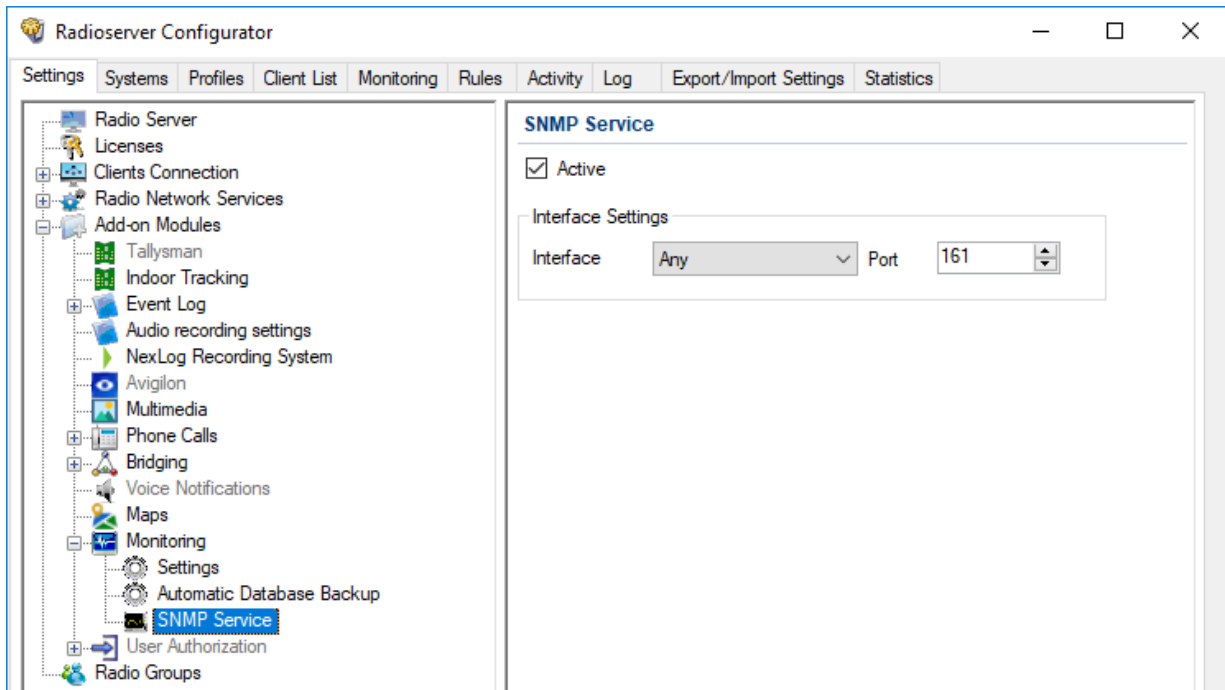 Radioserver Configurator
Settings Systems Profiles Client List Monitoring Rules Activity Log Export/Import Settings Statistics
Radio Server
Licenses
Clients Connection
Radio Network Services
Add-on Modules
Tallysman
Indoor Tracking
Event Log
Audio recording settings
NexLog Recording System
Avigilon
Multimedia
Phone Calls
Bridging
Voice Notifications
Maps
Monitoring
Settings
Automatic Database Backup
SNMP Service
User Authorization
Radio Groups
SNMP Service
Active
Interface Settings
Interface Any Port 161